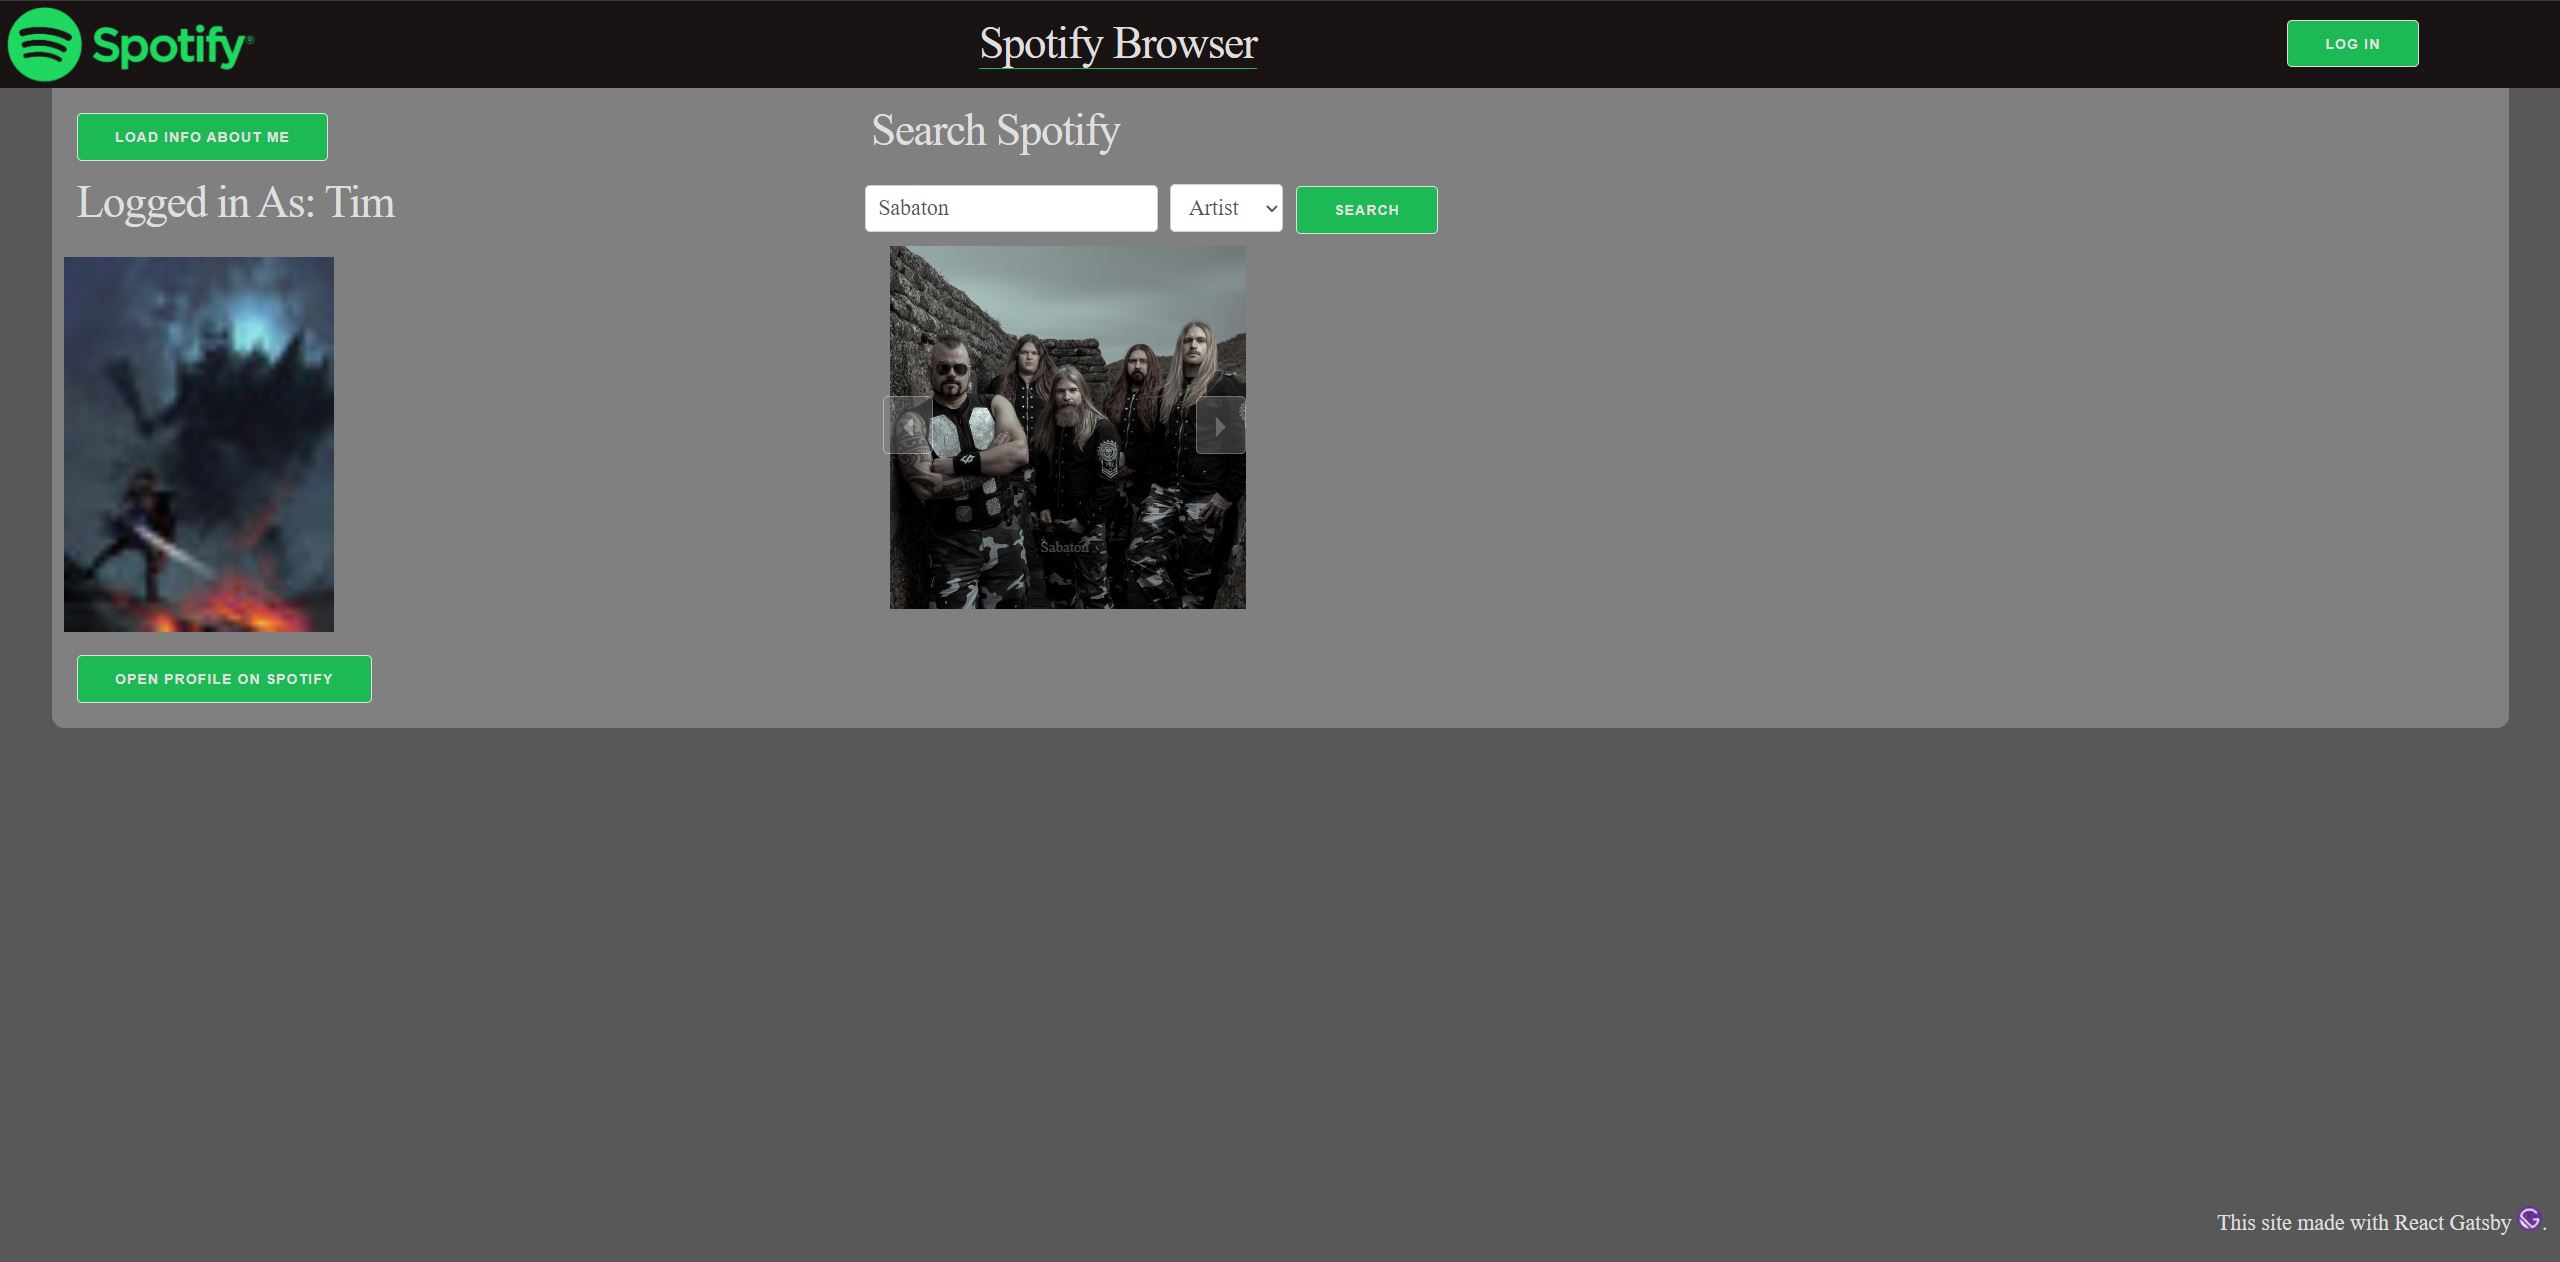 Spotify
Spotify Browser
LOG IN
LOAD INFO ABOUT ME
Logged in As: Tim
OPEN PROFILE ON SPOTIFY
Search Spotify
Sabaton
Artist
SEARCH
Sabaton
This site made with React Gatsby .